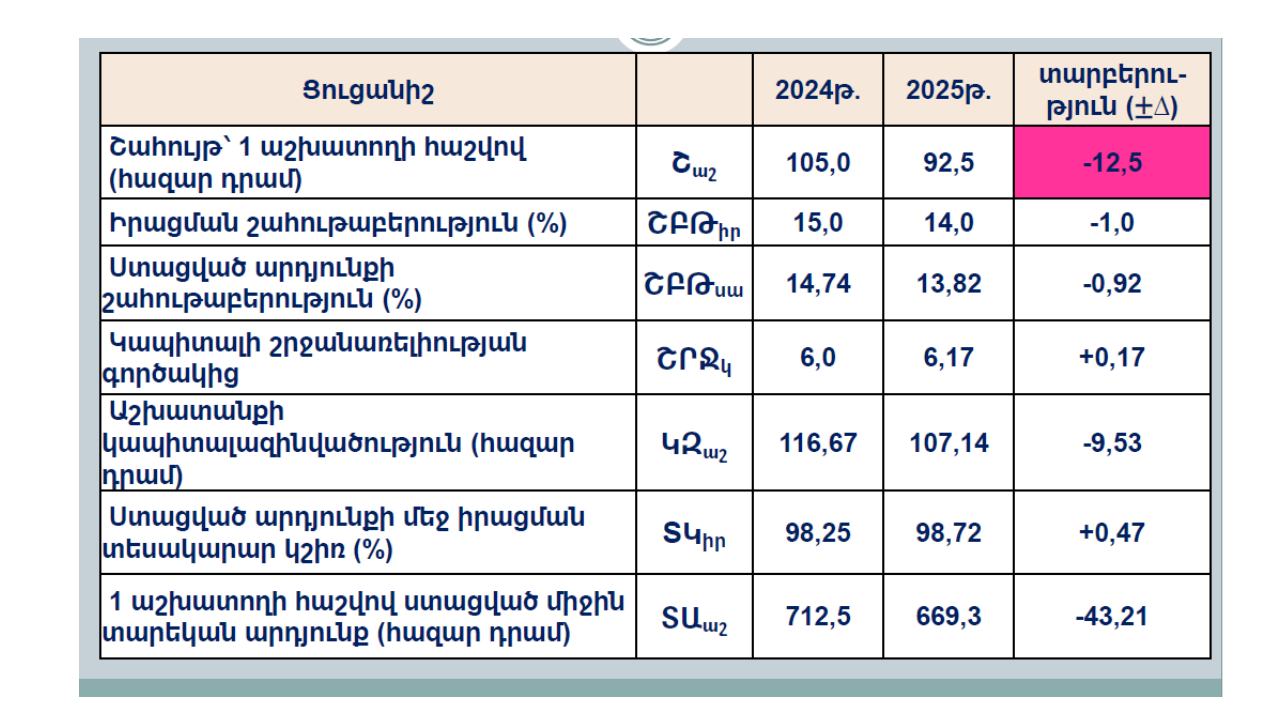 Ցուցանիշ 2024թ. 2025թ. տարբերու-
թյուն (±∆)
Շահույթ՝ 1 աշխատողի հաշվով
(հազար դրամ) Շաշ 105,0 92,5 -12,5
Իրացման շահութաբերություն (%) ՇԲԹիր 15,0 14,0 -1,0
Ստացված արդյունքի
շահութաբերություն (%) ՇԲԹսա 14,74 13,82 -0,92
Կապիտալի շրջանառելիության
գործակից ՇՐՋկ 6,0 6,17 +0,17
Աշխատանքի
կապիտալազինվածություն (հազար
դրամ) ԿԶաշ 116,67 107,14 -9,53
Ստացված արդյունքի մեջ իրացման
տեսակարար կշիռ (%) ՏԿիր 98,25 98,72 +0,47
1 աշխատողի հաշվով ստացված միջին
տարեկան արդյունք (հազար դրամ) ՏԱաշ 712,5 669,3 -43,21